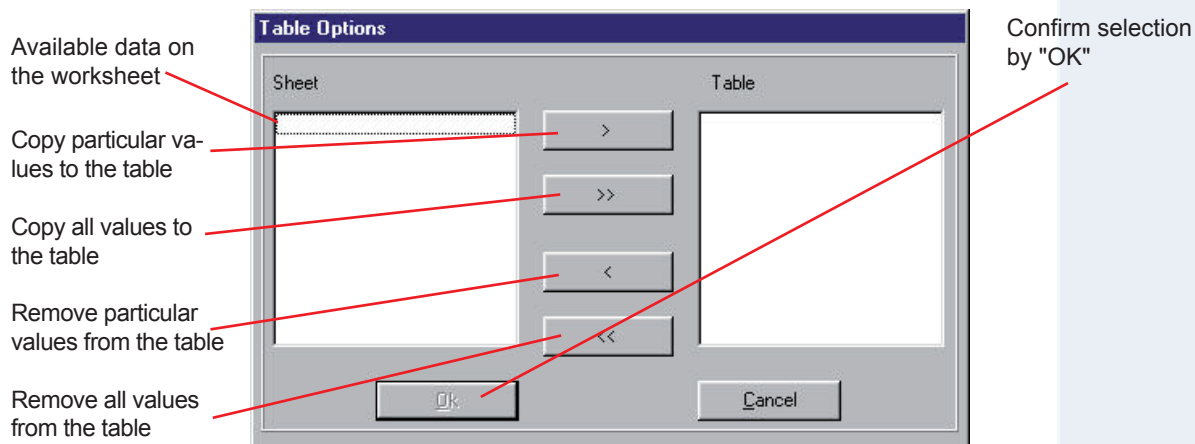 Table Options
Available data on
the worksheet
Confirm selection
by "OK"
Sheet
Table
Copy particular va-
lues to the table
>
Copy all values to
the table
>>
Remove particular
values from the table
<
<<
Remove all values
from the table
Ok
Cancel